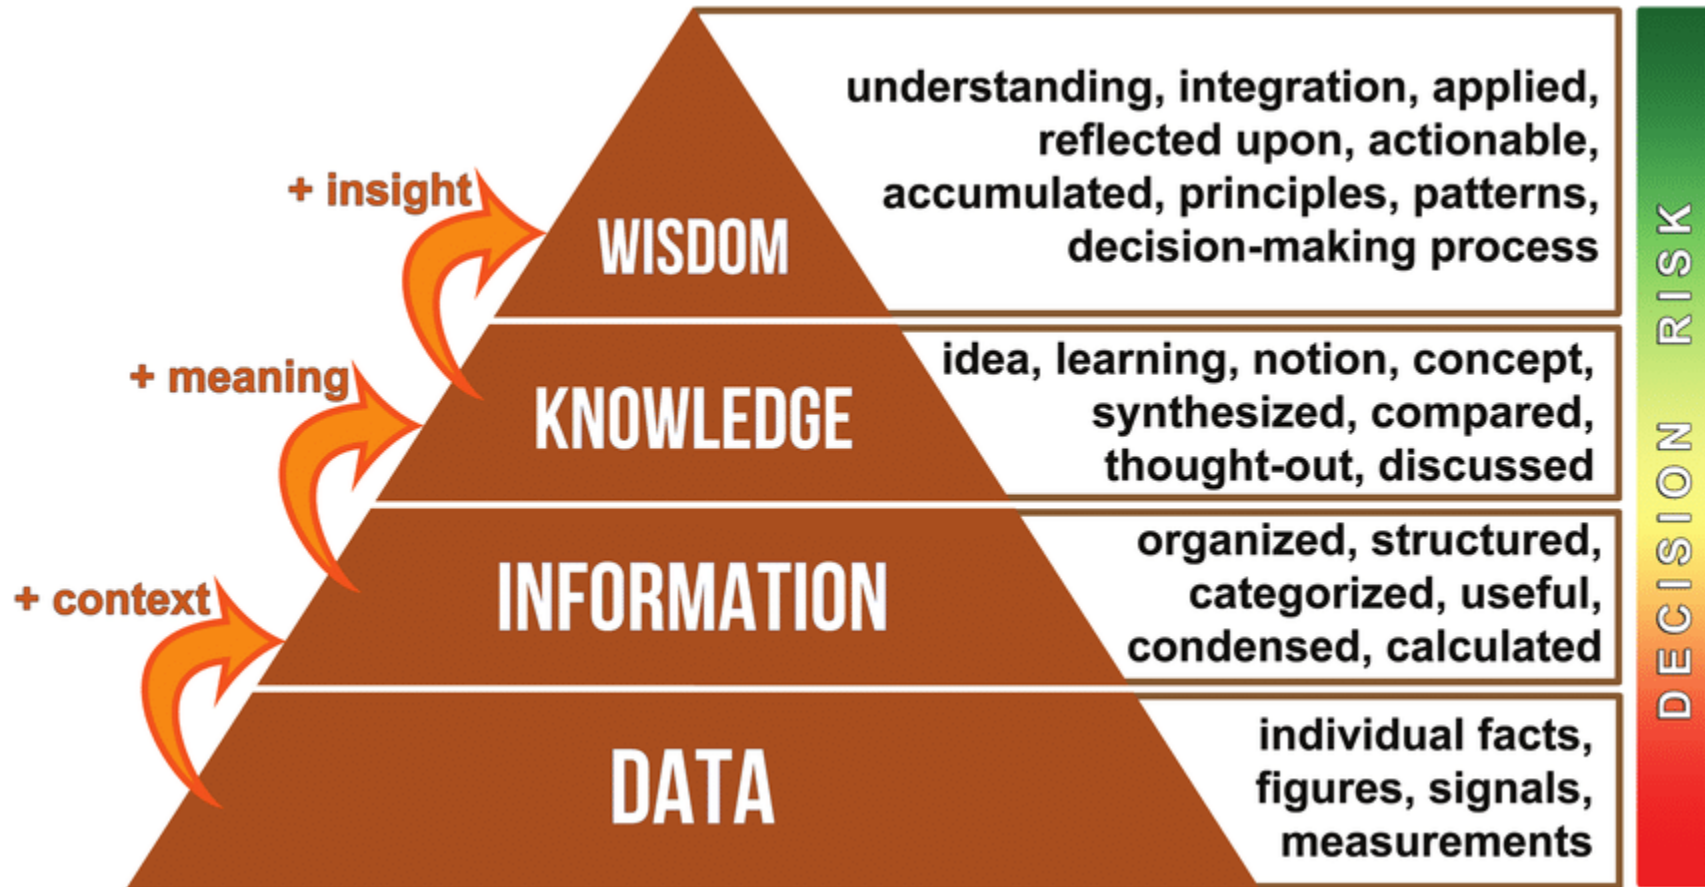 understanding, integration, applied,
reflected upon, actionable,
accumulated, principles, patterns,
decision-making process
+ insight
WISDOM
idea, learning, notion, concept,
synthesized, compared,
thought-out, discussed
+ meaning
KNOWLEDGE
organized, structured,
categorized, useful,
condensed, calculated
+ context
INFORMATION
individual facts,
figures, signals,
measurements
DATA
DECISION RISK